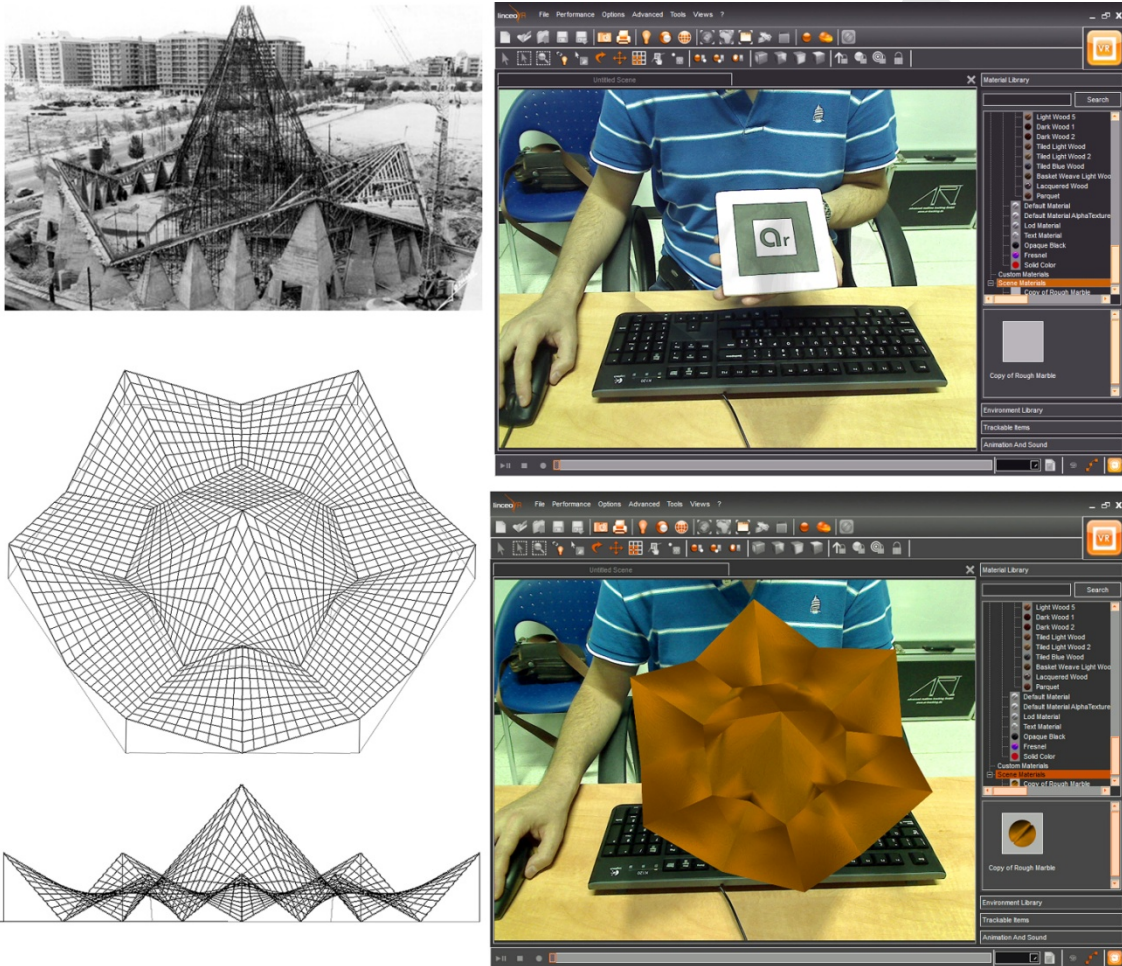 linceoVR File Performance Options Advanced Tools Views ?
VR
Untitled Scene
Material Library
Search
Light Wood 5
Dark Wood 1
Dark Wood 2
Tiled Light Wood
Tiled Light Wood 2
Tiled Blue Wood
Basket Weave Light Woo
Lacquered Wood
Parquet
Default Material
Default Material AlphaTexture
Lod Material
Text Material
Opaque Black
Fresnel
Solid Color
Custom Materials
Scene Materials
Copy of Rough Marble
Copy of Rough Marble
Environment Library
Trackable Items
Animation And Sound
ar
ART
linceoVR File Performance Options Advanced Tools Views ?
VR
Untitled Scene
Material Library
Search
Light Wood 5
Dark Wood 1
Dark Wood 2
Tiled Light Wood
Tiled Light Wood 2
Tiled Blue Wood
Basket Weave Light Woo
Lacquered Wood
Parquet
Default Material
Default Material AlphaTexture
Lod Material
Text Material
Opaque Black
Fresnel
Solid Color
Custom Materials
Scene Materials
Copy of Rough Marble
Copy of Rough Marble
Environment Library
Trackable Items
Animation And Sound
ART